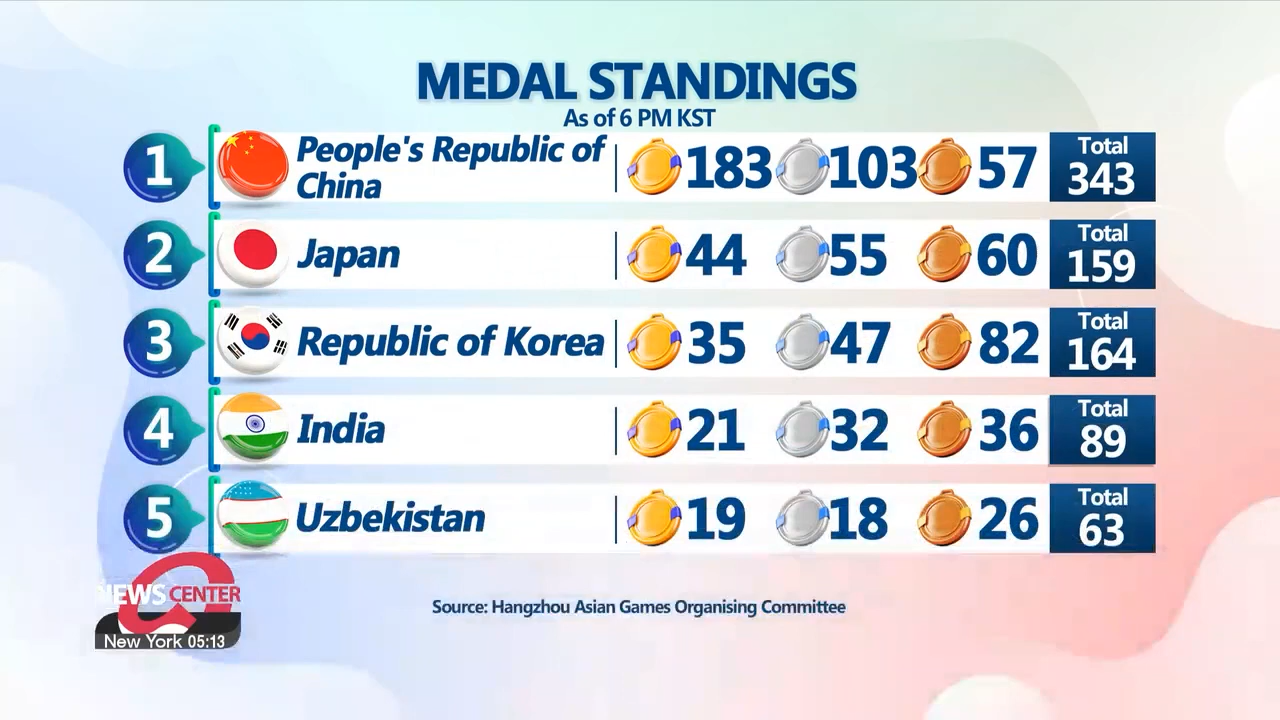 MEDAL STANDINGS
As of 6 PM KST
1 People's Republic of China 183 103 57 Total 343
2 Japan 44 55 60 Total 159
3 Republic of Korea 35 47 82 Total 164
4 India 21 32 36 Total 89
5 Uzbekistan 19 18 26 Total 63
NEWS CENTER
Source: Hangzhou Asian Games Organising Committee
New York 05:13